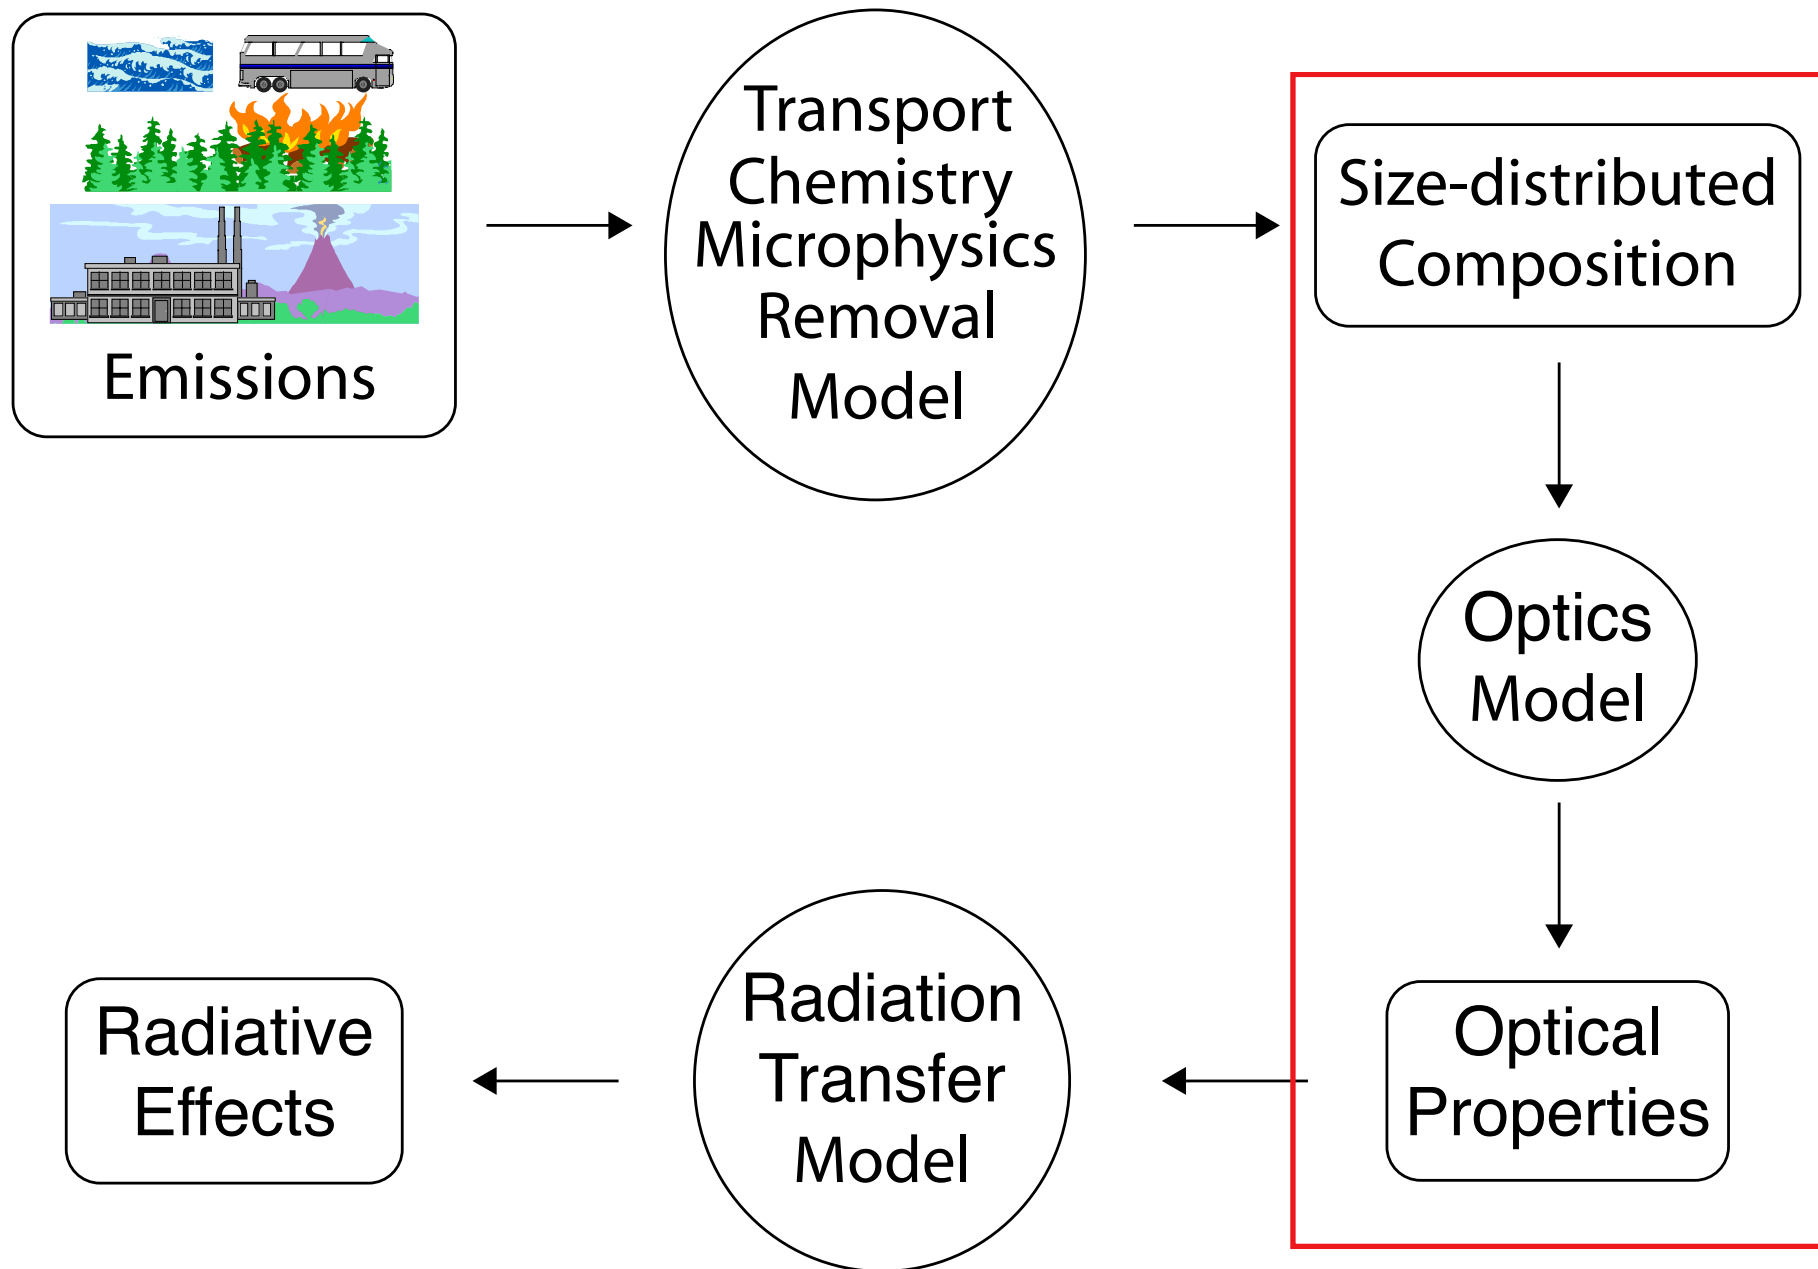 Emissions
Transport
Chemistry
Microphysics
Removal
Model
Size-distributed
Composition
Optics
Model
Optical
Properties
Radiation
Transfer
Model
Radiative
Effects